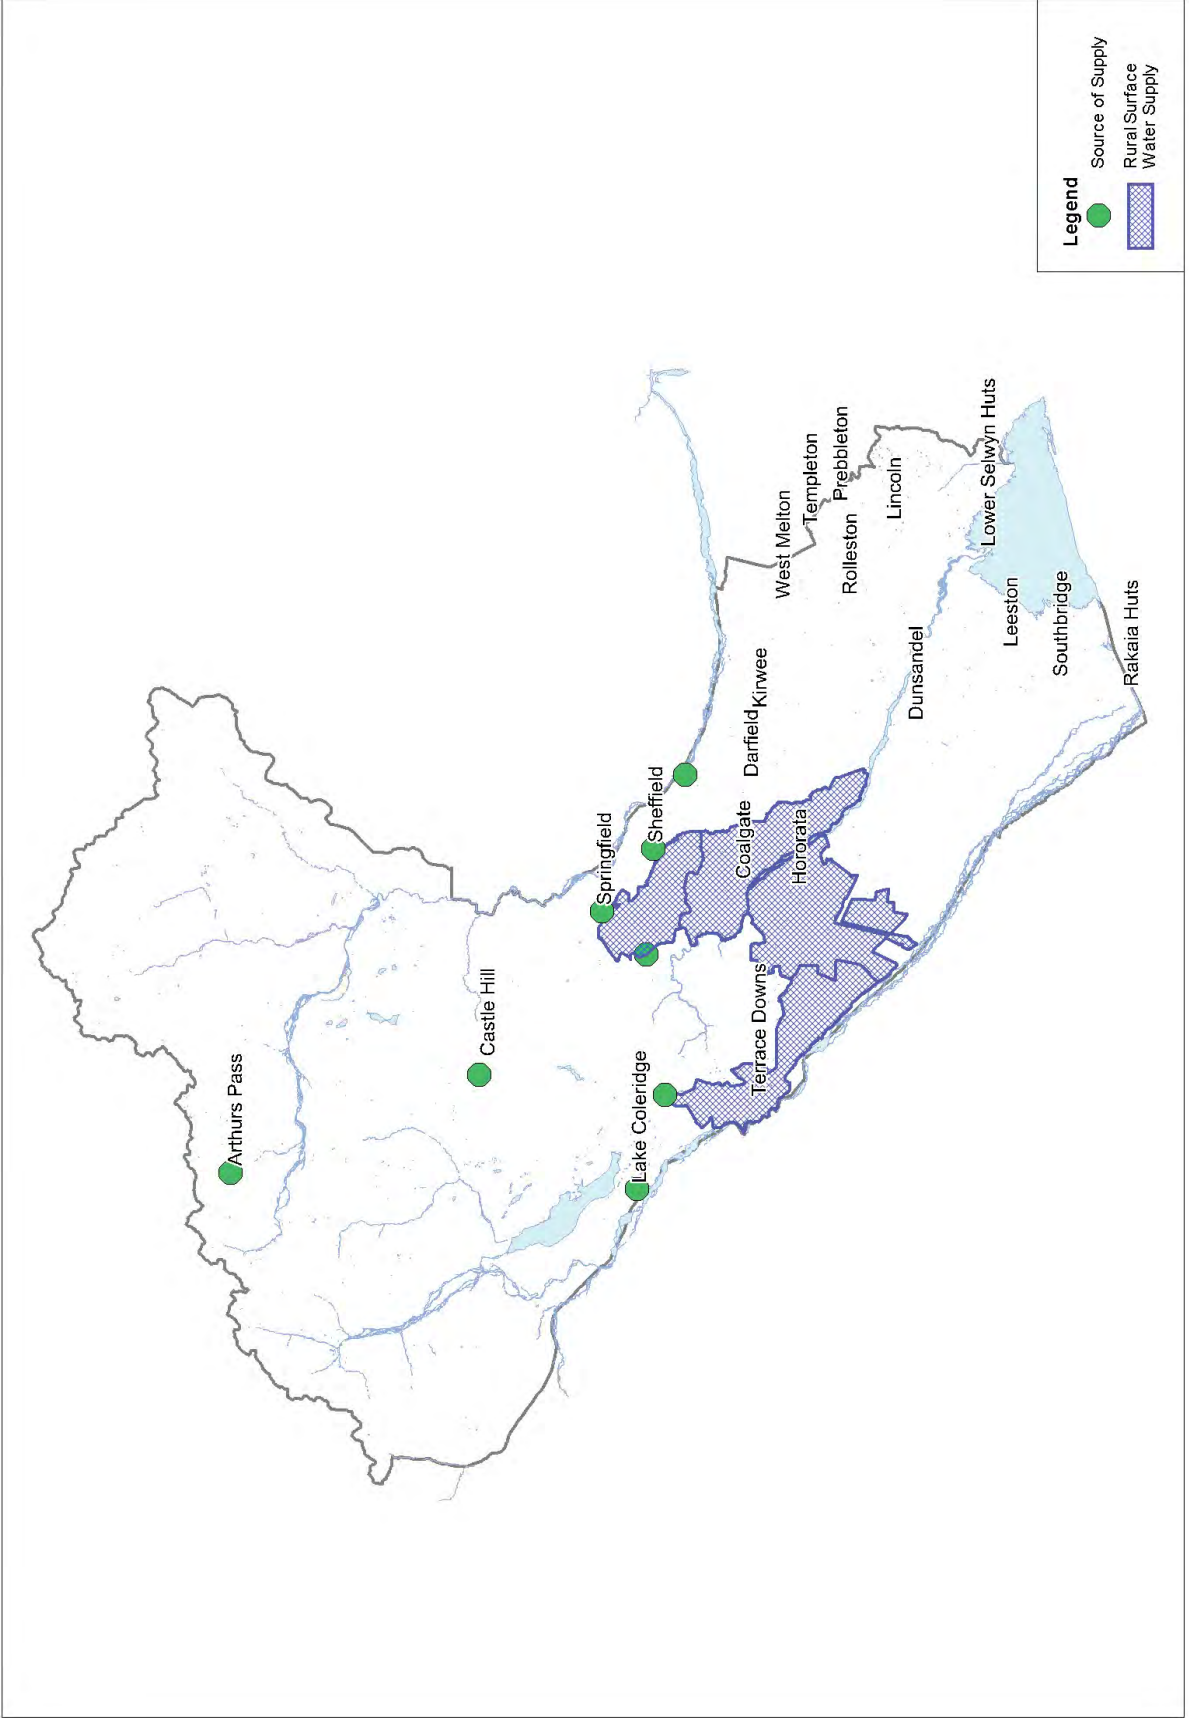 Arthurs Pass
Castle Hill
Lake Coleridge
Springfield
Sheffield
Terrace Downs
Coalgate
Hororata
Darfield
Kirwee
West Melton
Templeton
Prebbleton
Rolleston
Lincoln
Dunsandel
Lower Selwyn Huts
Leeston
Southbridge
Rakaia Huts
Legend
Source of Supply
Rural Surface
Water Supply